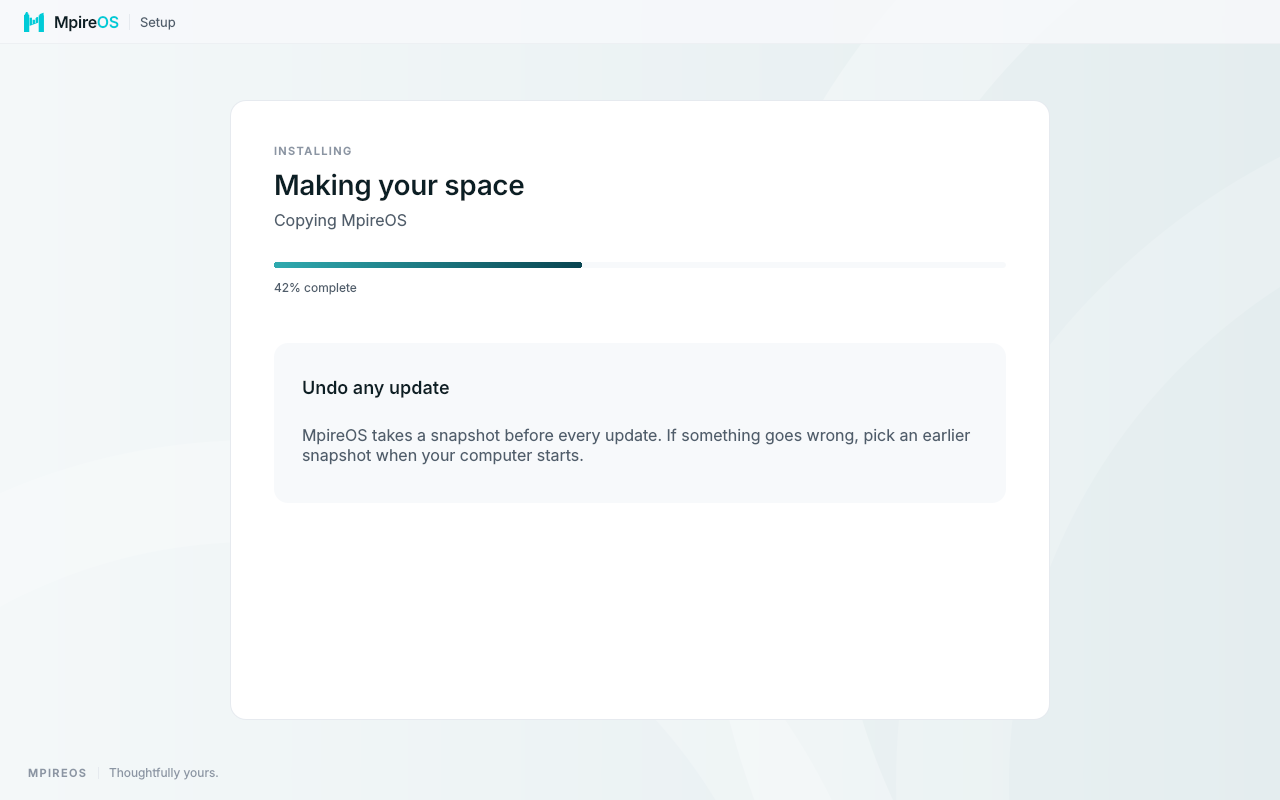 MpireOS
Setup
INSTALLING
Making your space
Copying MpireOS
42% complete
Undo any update
MpireOS takes a snapshot before every update. If something goes wrong, pick an earlier
snapshot when your computer starts.
MPIREOS
Thoughtfully yours.